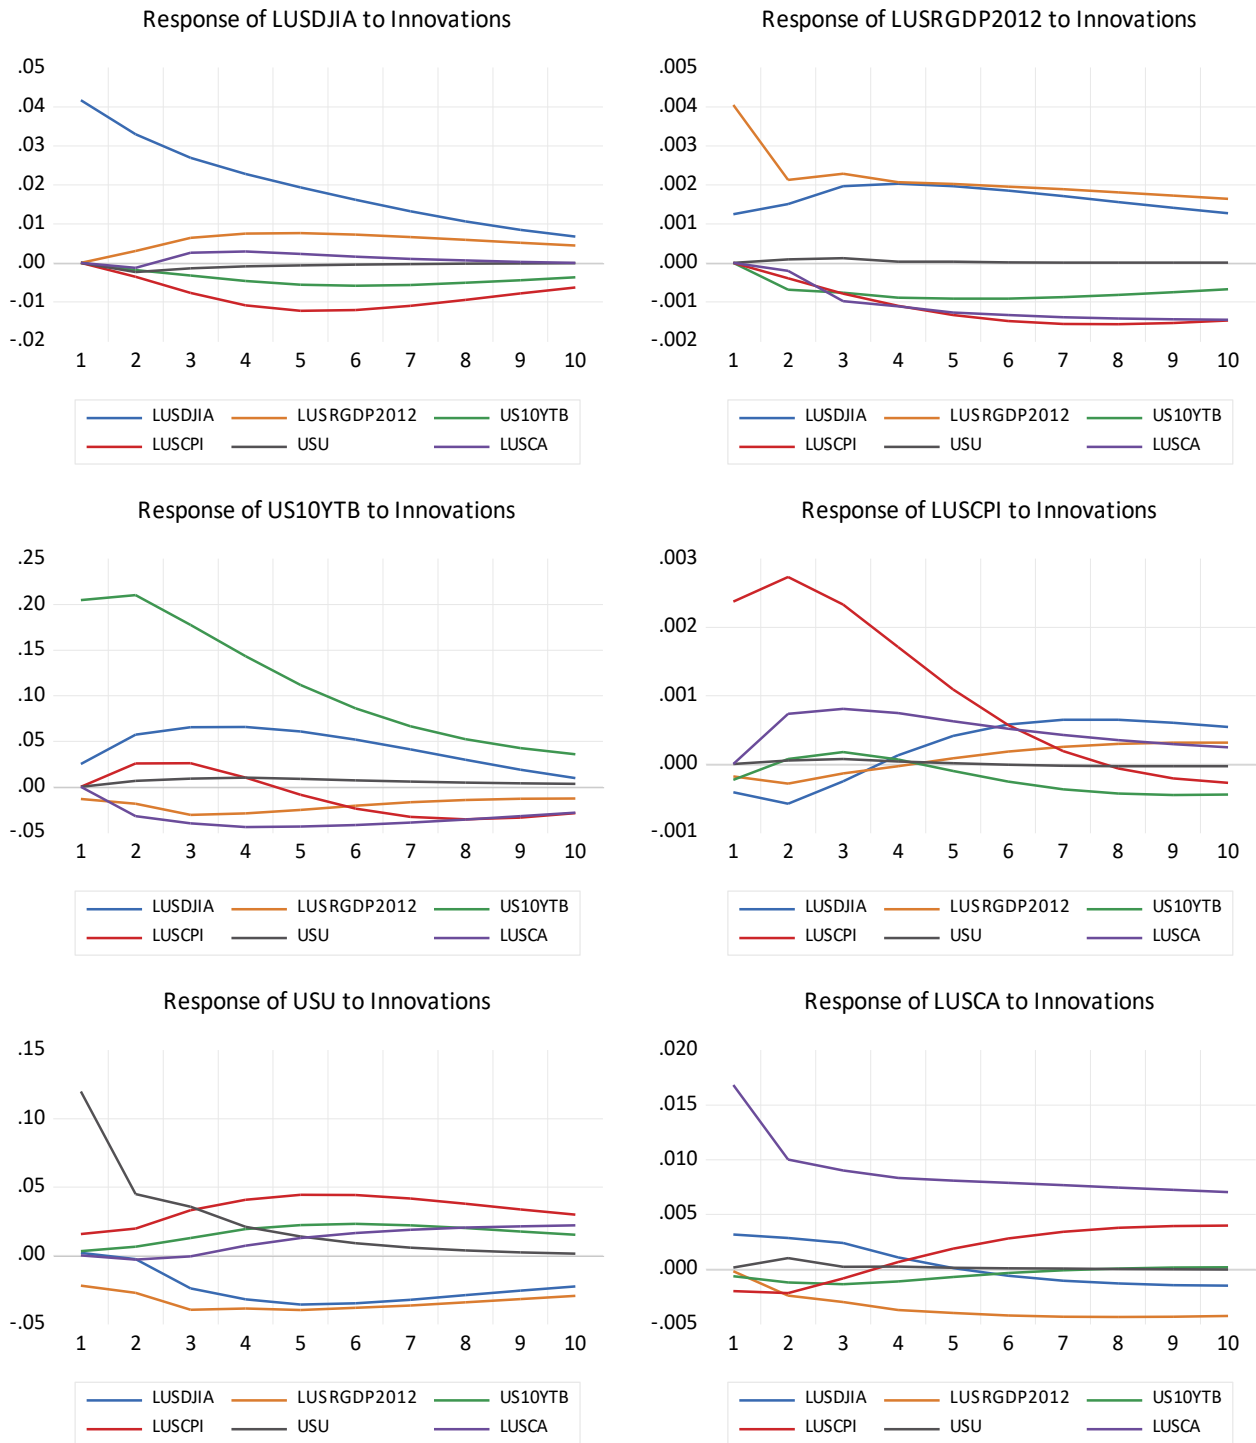 Response of LUSDJIA to Innovations
.05
.04
.03
.02
.01
.00
-.01
-.02
1 2 3 4 5 6 7 8 9 10
LUSDJIA LUSRGDP2012 US10YTB
LUSCPI USU LUSCA
Response of LUSRGDP2012 to Innovations
.005
.004
.003
.002
.001
.000
-.001
-.002
1 2 3 4 5 6 7 8 9 10
LUSDJIA LUSRGDP2012 US10YTB
LUSCPI USU LUSCA
Response of US10YTB to Innovations
.25
.20
.15
.10
.05
.00
-.05
1 2 3 4 5 6 7 8 9 10
LUSDJIA LUSRGDP2012 US10YTB
LUSCPI USU LUSCA
Response of LUSCPI to Innovations
.003
.002
.001
.000
-.001
1 2 3 4 5 6 7 8 9 10
LUSDJIA LUSRGDP2012 US10YTB
LUSCPI USU LUSCA
Response of USU to Innovations
.15
.10
.05
.00
-.05
1 2 3 4 5 6 7 8 9 10
LUSDJIA LUSRGDP2012 US10YTB
LUSCPI USU LUSCA
Response of LUSCA to Innovations
.020
.015
.010
.005
.000
-.005
1 2 3 4 5 6 7 8 9 10
LUSDJIA LUSRGDP2012 US10YTB
LUSCPI USU LUSCA